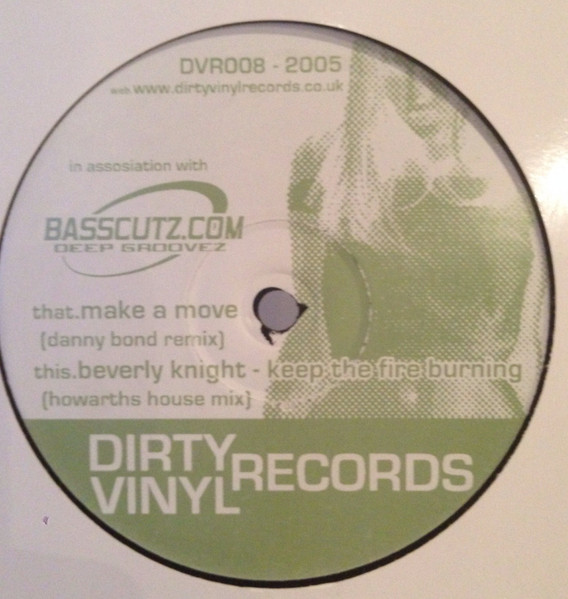 DVR008 - 2005
web www.dirtyvinylrecords.co.uk
in assosiation with
BASSCUTZ.COM
DEEP GROOVEZ
that.make a move
(danny bond remix)
this.beverly knight - keep the fire burning
(howarths house mix)
DIRTY
VINYL
RECORDS